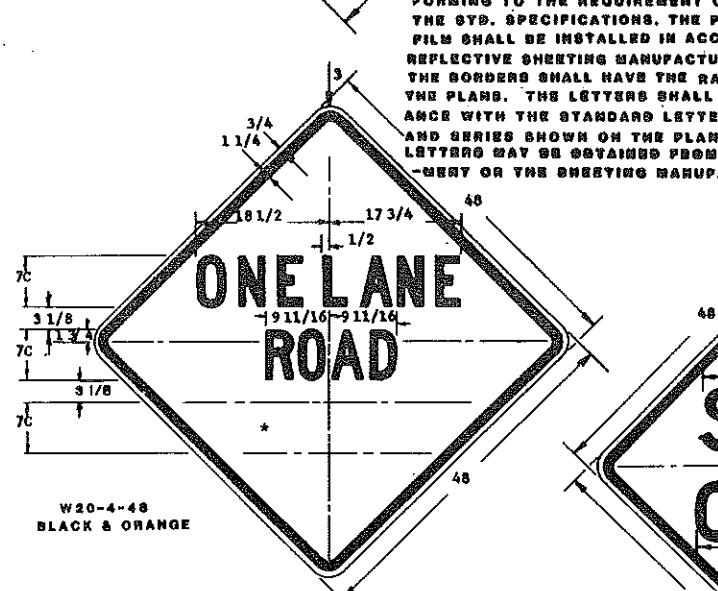 FORMING TO THE REQUIREMENT O
THE STD. SPECIFICATIONS. THE P
FILM SHALL BE INSTALLED IN ACC
REFLECTIVE SHEETING MANUFACTU
THE BORDERS SHALL HAVE THE RA
THE PLANS. THE LETTERS SHALL
ANCE WITH THE STANDARD LETTE
AND SERIES SHOWN ON THE PLAN
LETTERS MAY BE OBTAINED FROM
-MENT OR THE SHEETING MANUF.
3
3/4
1 1/4
48
18 1/2
17 3/4
1/2
7C
ONE LANE
3 1/8
9 11/16
9 11/16
48
1 3/4
7C
ROAD
3 1/8
7C
*
48
W20-4-48
BLACK & ORANGE